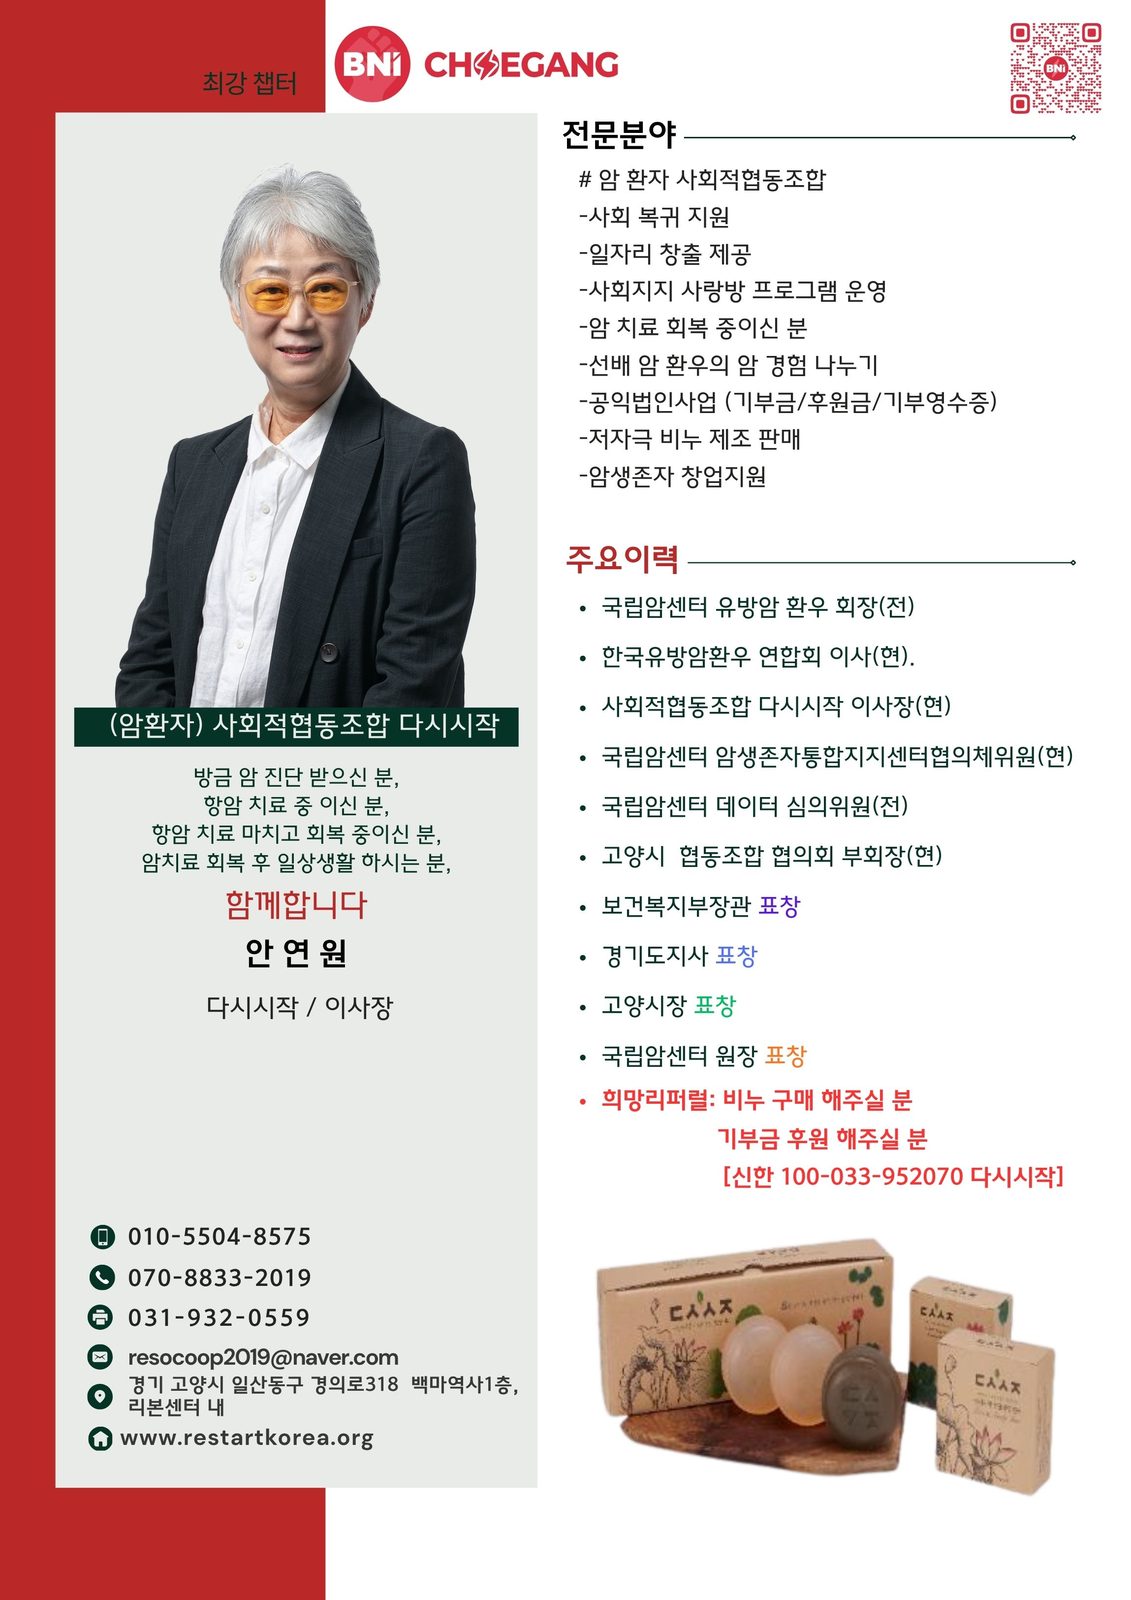 최강 챕터
BNI CHOEGANG
BNI
전문분야
# 암 환자 사회적협동조합
-사회 복귀 지원
-일자리 창출 제공
-사회지지 사랑방 프로그램 운영
-암 치료 회복 중이신 분
-선배 암 환우의 암 경험 나누기
-공익법인사업 (기부금/후원금/기부영수증)
-저자극 비누 제조 판매
-암생존자 창업지원
주요이력
• 국립암센터 유방암 환우 회장(전)
• 한국유방암환우 연합회 이사(현).
• 사회적협동조합 다시시작 이사장(현)
• 국립암센터 암생존자통합지지센터협의체위원(현)
• 국립암센터 데이터 심의위원(전)
• 고양시 협동조합 협의회 부회장(현)
• 보건복지부장관 표창
• 경기도지사 표창
• 고양시장 표창
• 국립암센터 원장 표창
• 희망리퍼럴: 비누 구매 해주실 분
기부금 후원 해주실 분
[신한 100-033-952070 다시시작]
(암환자) 사회적협동조합 다시시작
방금 암 진단 받으신 분,
항암 치료 중 이신 분,
항암 치료 마치고 회복 중이신 분,
암치료 회복 후 일상생활 하시는 분,
함께합니다
안 연 원
다시시작 / 이사장
010-5504-8575
070-8833-2019
031-932-0559
resocoop2019@naver.com
경기 고양시 일산동구 경의로318 백마역사1층,
리본센터 내
www.restartkorea.org
ㄷㅅㅅㅈ
ㄷㅅㅅㅈ
ㄷㅅㅅㅈ